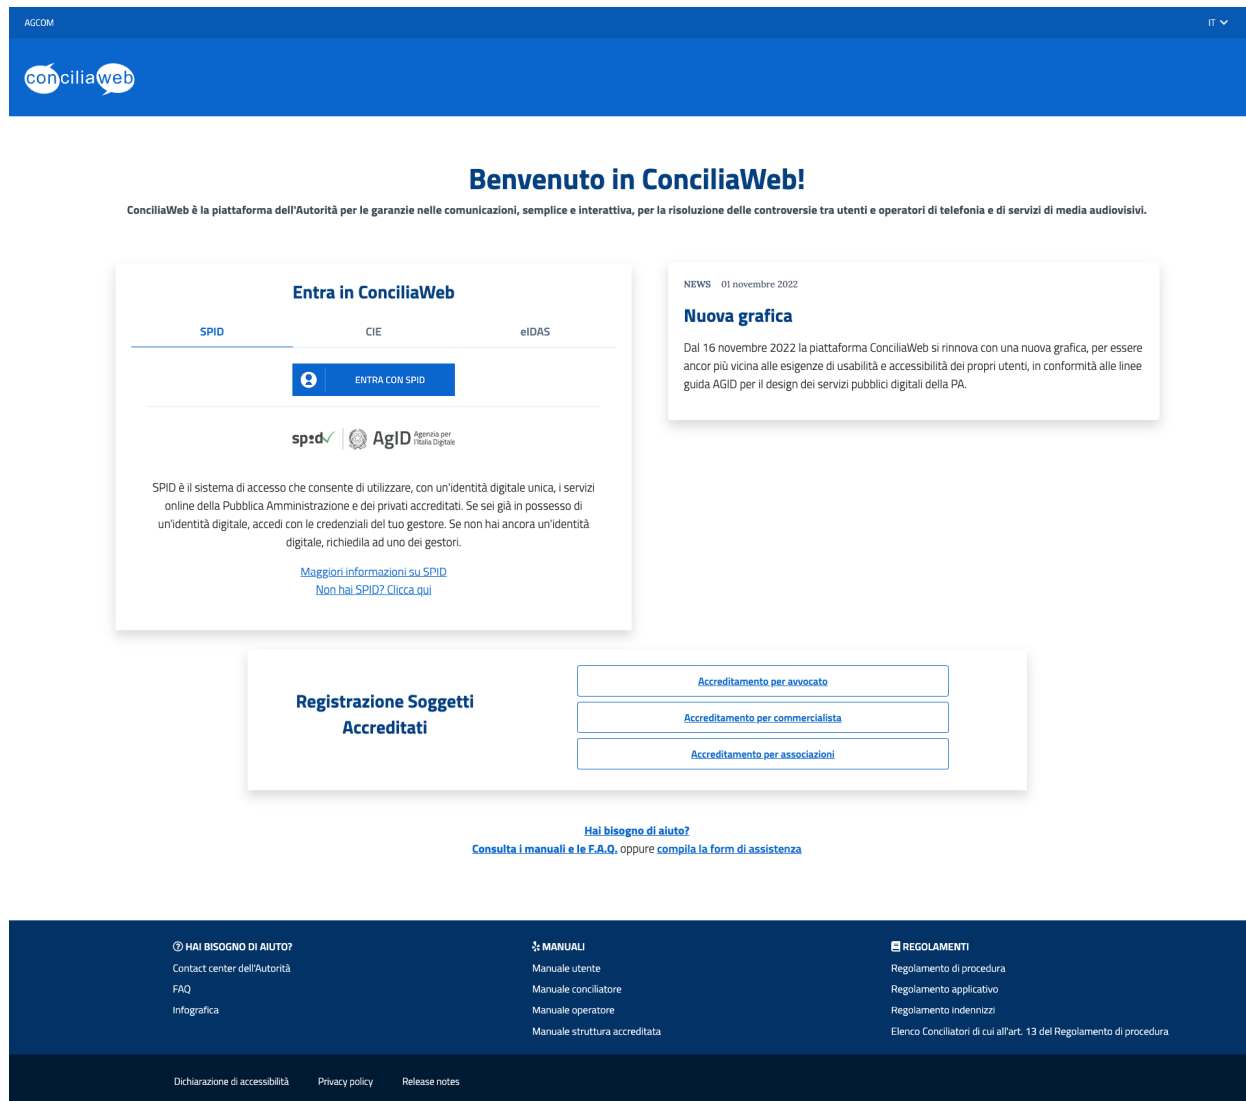 AGCOM
IT
conciliaweb
Benvenuto in ConciliaWeb!
ConciliaWeb è la piattaforma dell'Autorità per le garanzie nelle comunicazioni, semplice e interattiva, per la risoluzione delle controversie tra utenti e operatori di telefonia e di servizi di media audiovisivi.
Entra in ConciliaWeb
SPID
CIE
eIDAS
ENTRA CON SPID
sp:d
AgID Agenzia per
l'Italia Digitale
SPID è il sistema di accesso che consente di utilizzare, con un'identità digitale unica, i servizi
online della Pubblica Amministrazione e dei privati accreditati. Se sei già in possesso di
un'identità digitale, accedi con le credenziali del tuo gestore. Se non hai ancora un'identità
digitale, richiedila ad uno dei gestori.
Maggiori informazioni su SPID
Non hai SPID? Clicca qui
NEWS 01 novembre 2022
Nuova grafica
Dal 16 novembre 2022 la piattaforma ConciliaWeb si rinnova con una nuova grafica, per essere
ancor più vicina alle esigenze di usabilità e accessibilità dei propri utenti, in conformità alle linee
guida AGID per il design dei servizi pubblici digitali della PA.
Registrazione Soggetti
Accreditati
Accreditamento per avvocato
Accreditamento per commercialista
Accreditamento per associazioni
Hai bisogno di aiuto?
Consulta i manuali e le F.A.Q. oppure compila la form di assistenza
HAI BISOGNO DI AIUTO?
Contact center dell'Autorità
FAQ
Infografica
MANUALI
Manuale utente
Manuale conciliatore
Manuale operatore
Manuale struttura accreditata
REGOLAMENTI
Regolamento di procedura
Regolamento applicativo
Regolamento indennizzi
Elenco Conciliatori di cui all'art. 13 del Regolamento di procedura
Dichiarazione di accessibilità
Privacy policy
Release notes